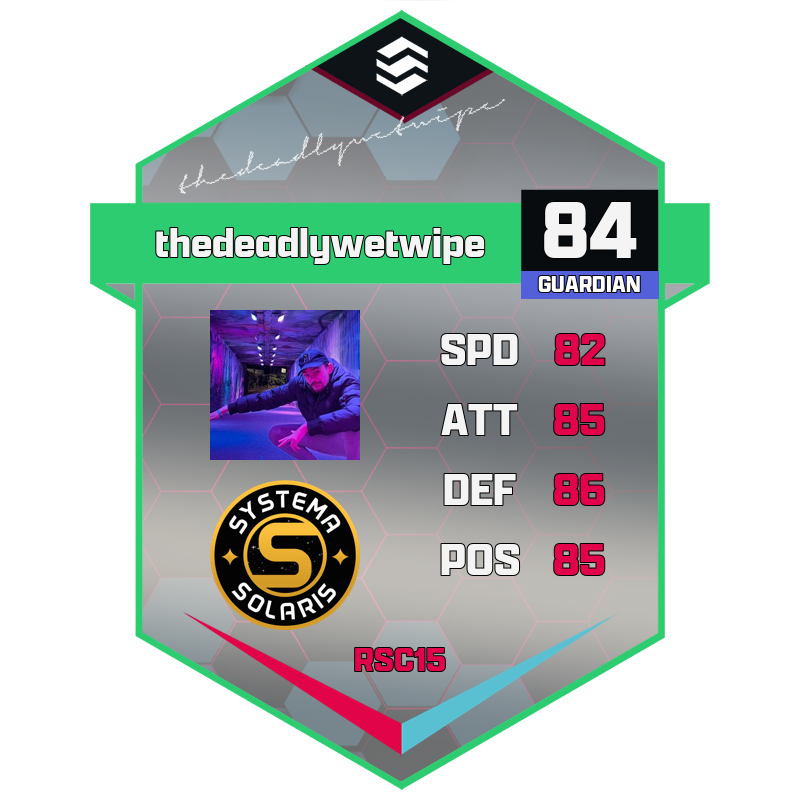 thedeadlywetwipe
thedeadlywetwipe
84
GUARDIAN
SPD 82
ATT 85
DEF 86
POS 85
SYSTEMA
S
SOLARIS
RSC15